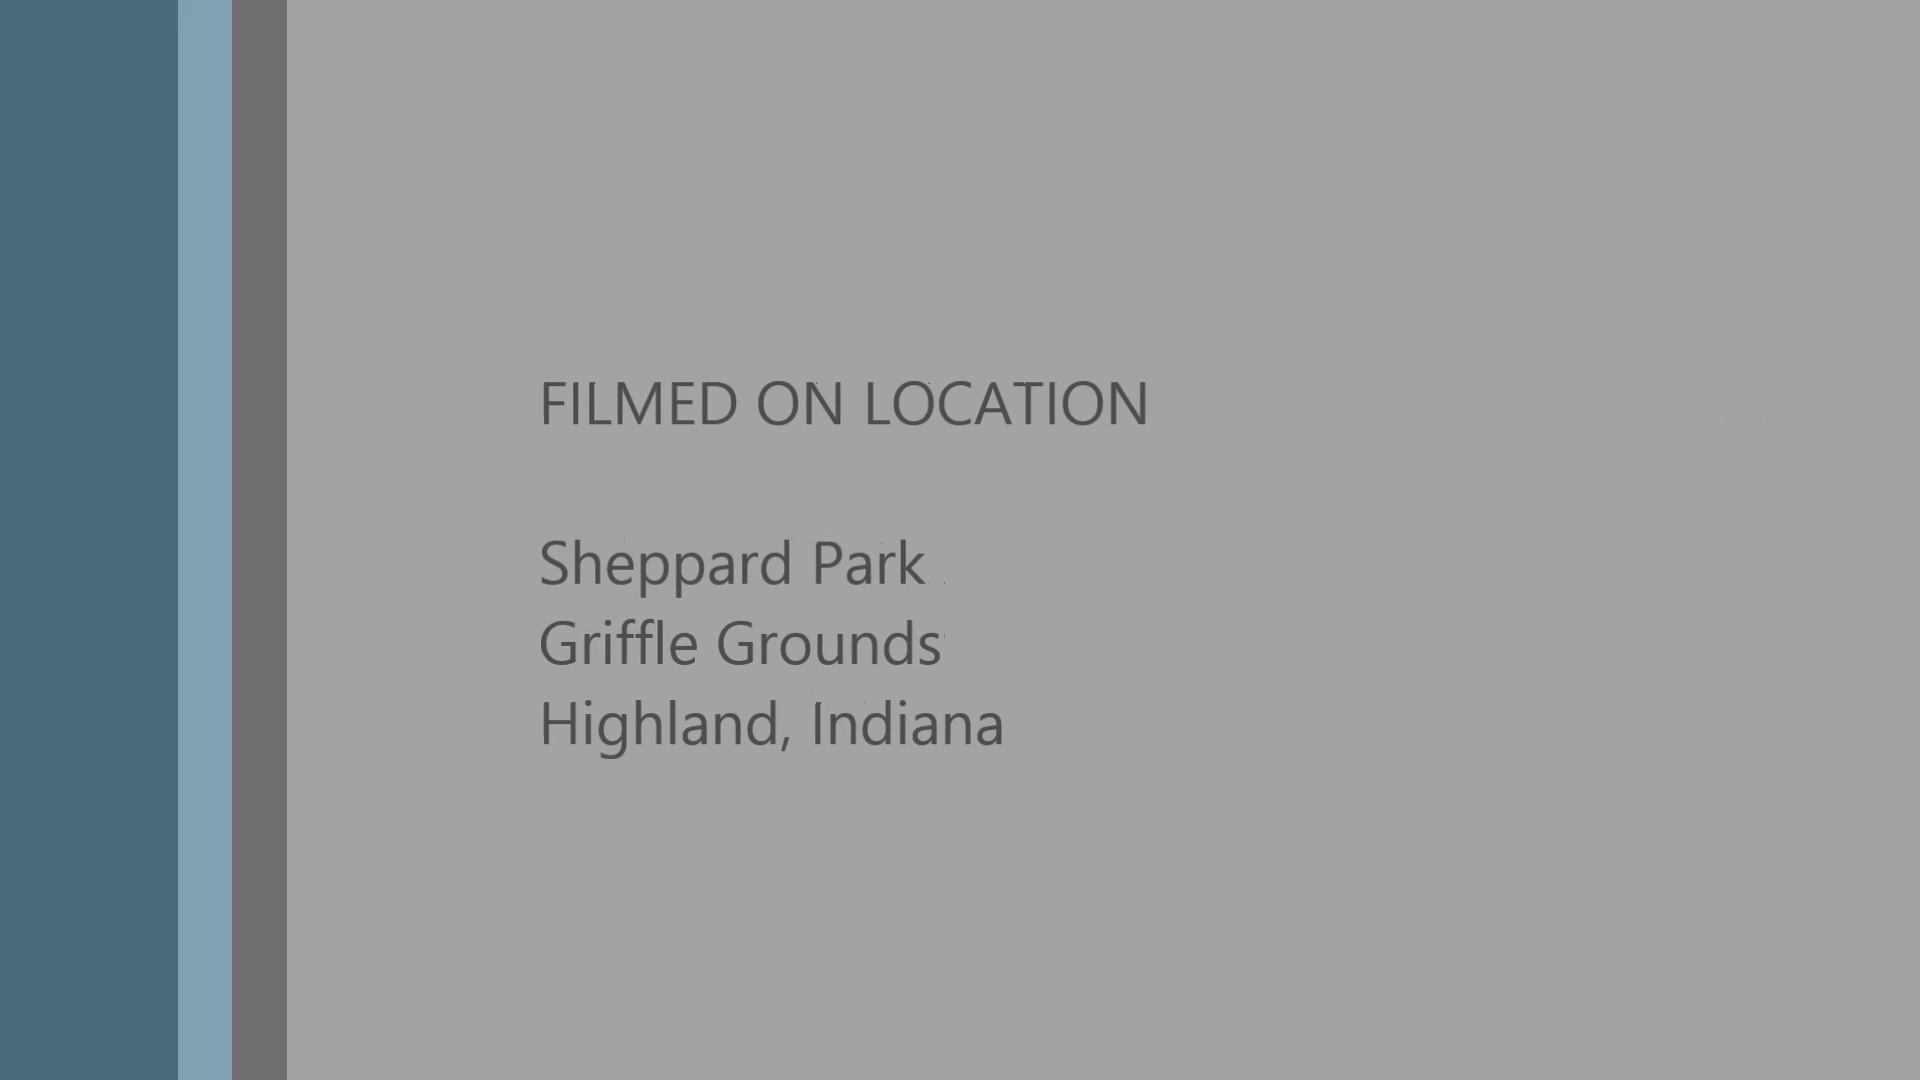 FILMED ON LOCATION
Sheppard Park
Griffle Grounds
Highland, Indiana